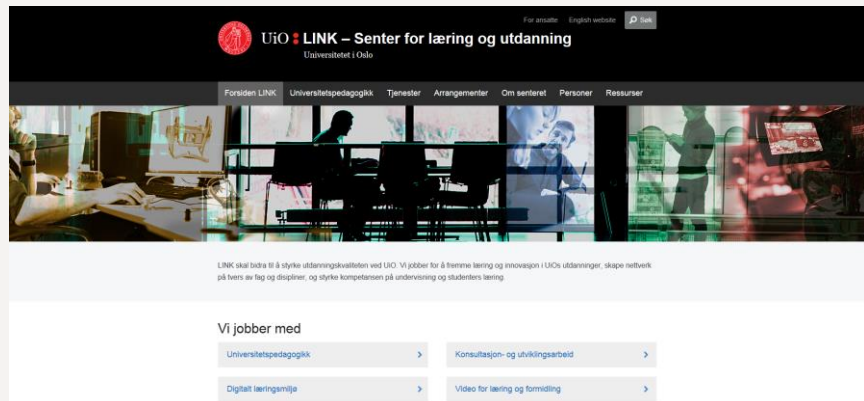 For ansatte English website Søk
UiO LINK – Senter for læring og utdanning
Universitetet i Oslo
Forsiden LINK Universitetspedagogikk Tjenester Arrangementer Om senteret Personer Ressurser
LINK skal bidra til å styrke utdanningskvaliteten ved UiO. Vi jobber for å fremme læring og innovasjon i UiOs utdanninger, skape nettverk
på tvers av fag og disipliner, og styrke kompetansen på undervisning og studenters læring.
Vi jobber med
Universitetspedagogikk
Konsultasjon- og utviklingsarbeid
Digitalt læringsmiljø
Video for læring og formidling